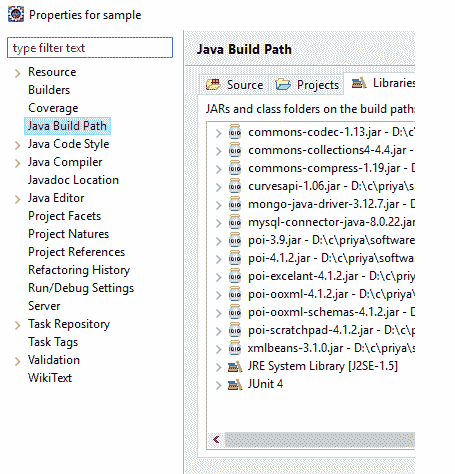 Properties for sample
type filter text
Resource
Builders
Coverage
Java Build Path
Java Code Style
Java Compiler
Javadoc Location
Java Editor
Project Facets
Project Natures
Project References
Refactoring History
Run/Debug Settings
Server
Task Repository
Task Tags
Validation
WikiText
Java Build Path
Source Projects Libraries
JARs and class folders on the build path:
commons-codec-1.13.jar - D:\c\
commons-collections4-4.4.jar -
commons-compress-1.19.jar - D:
curvesapi-1.06.jar - D:\c\priya\s
mongo-java-driver-3.12.7.jar - D
mysql-connector-java-8.0.22.jar
poi-3.9.jar - D:\c\priya\software
poi-4.1.2.jar - D:\c\priya\softwa
poi-excelant-4.1.2.jar - D:\c\pri
poi-ooxml-4.1.2.jar - D:\c\priya
poi-ooxml-schemas-4.1.2.jar - D
poi-scratchpad-4.1.2.jar - D:\c\p
xmlbeans-3.1.0.jar - D:\c\priya\s
JRE System Library [J2SE-1.5]
JUnit 4